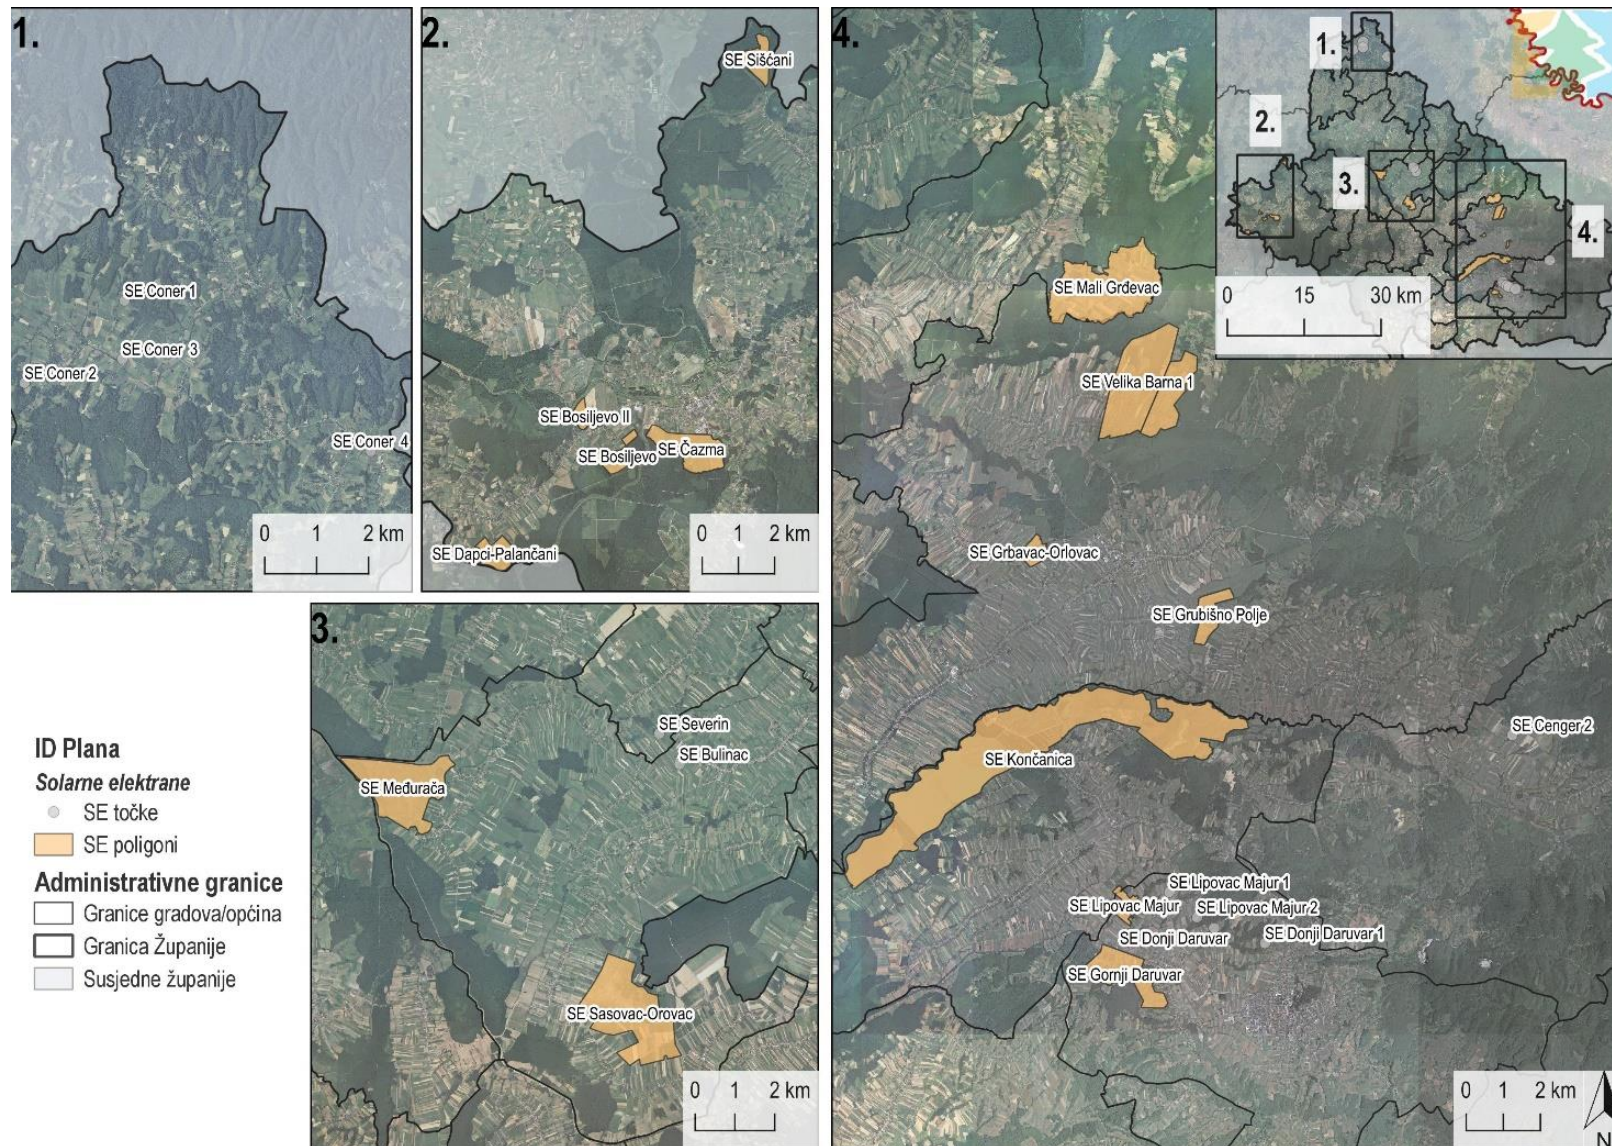 1.
SE Coner 1
SE Coner 3
SE Coner 2
SE Coner 4
0 1 2 km
2.
SE Sišćani
SE Bosiljevo II
SE Bosiljevo
SE Čazma
SE Dapci-Palančani
0 1 2 km
3.
SE Severin
SE Bulinac
SE Međurača
SE Sasovac-Orovac
0 1 2 km
4.
SE Mali Grđevac
SE Velika Barna 1
SE Grbavac-Orlovac
SE Grubišno Polje
SE Cenger 2
SE Končanica
SE Lipovac Majur 1
SE Lipovac Majur
SE Lipovac Majur 2
SE Donji Daruvar
SE Donji Daruvar 1
SE Gornji Daruvar
0 1 2 km
N
1.
2.
3.
4.
0 15 30 km
ID Plana
Solarne elektrane
SE točke
SE poligoni
Administrativne granice
Granice gradova/općina
Granica Županije
Susjedne županije